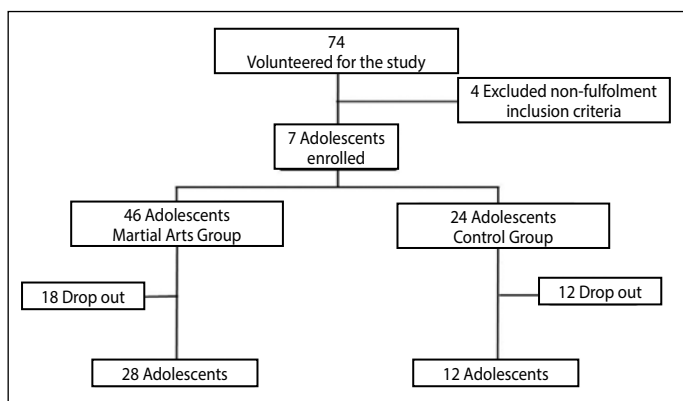 74
Volunteered for the study
4 Excluded non-fulfolment
inclusion criteria
7 Adolescents
enrolled
46 Adolescents
Martial Arts Group
24 Adolescents
Control Group
18 Drop out
12 Drop out
28 Adolescents
12 Adolescents